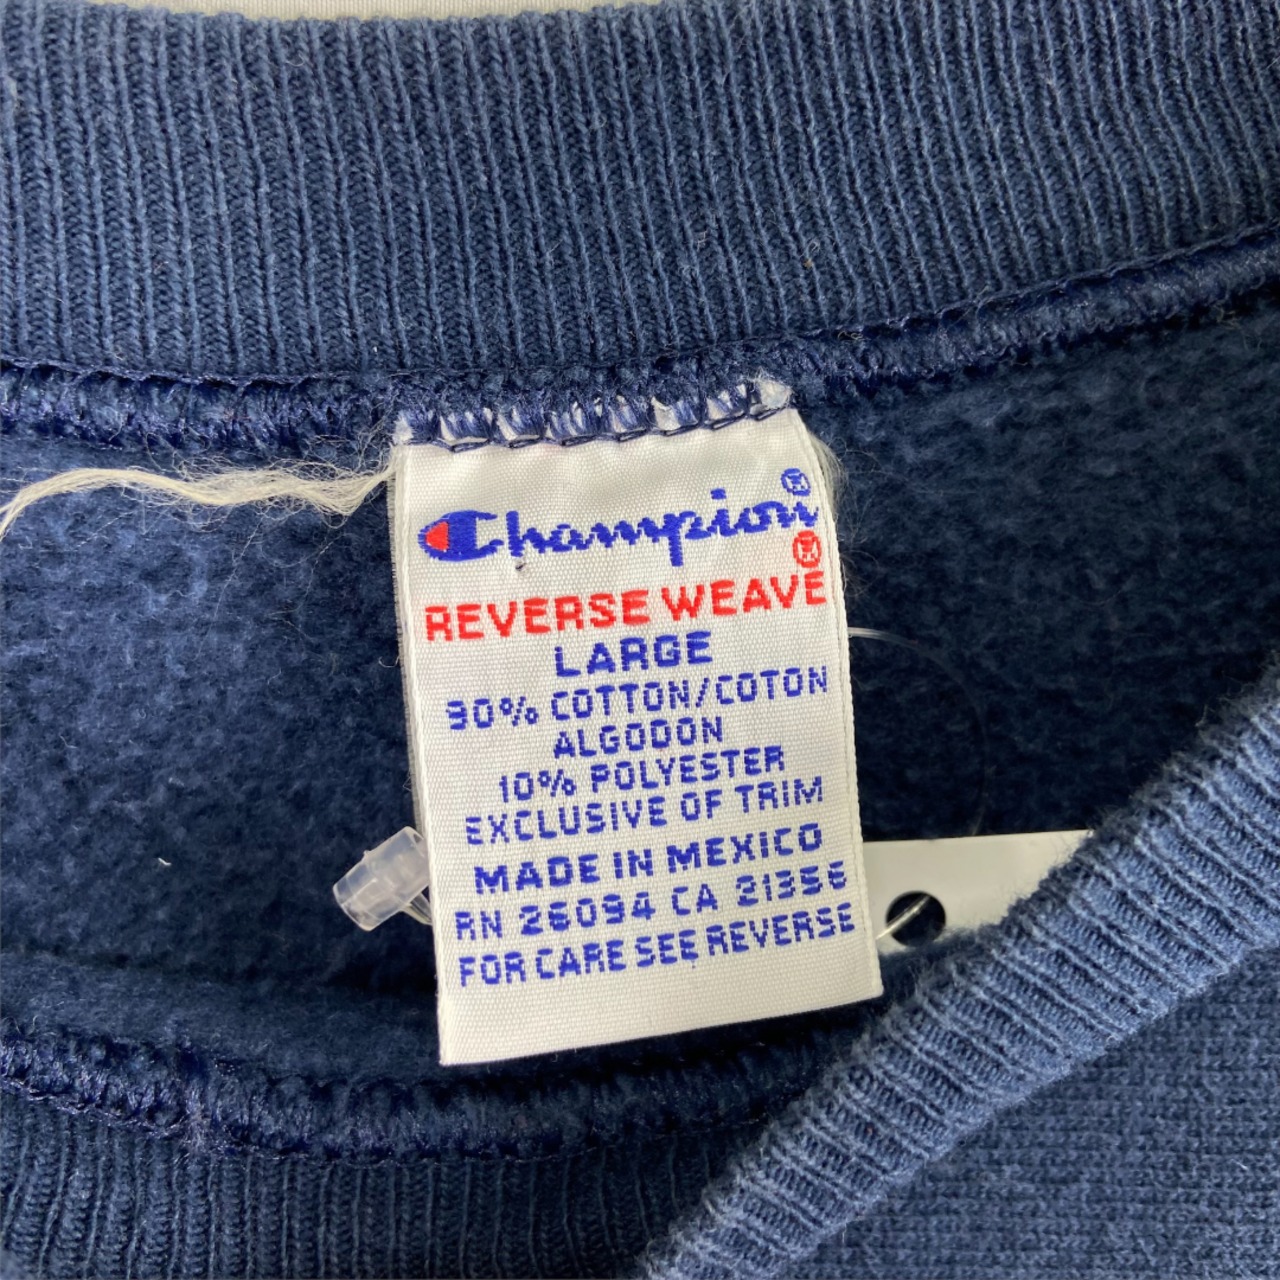 Champion®
REVERSE WEAVE®
LARGE
90% COTTON/COTON
ALGODON
10% POLYESTER
EXCLUSIVE OF TRIM
MADE IN MEXICO
RN 26094 CA 21356
FOR CARE SEE REVERSE